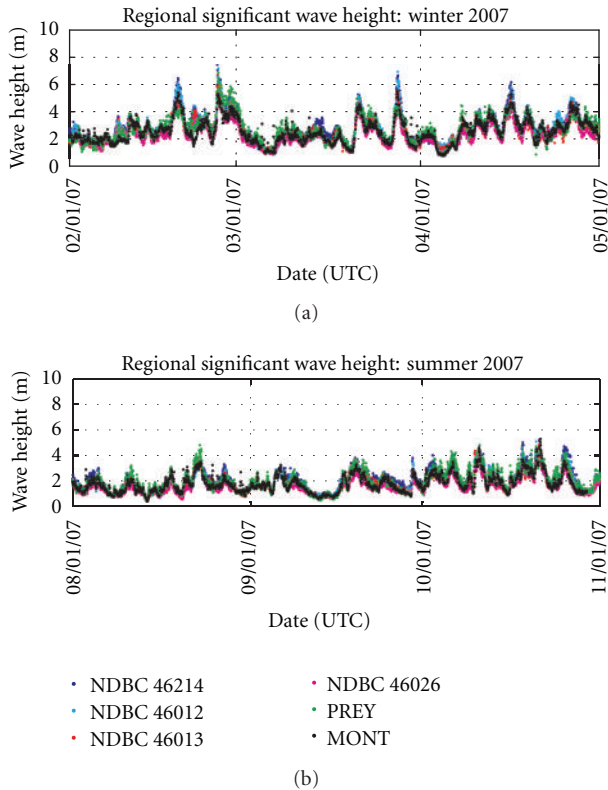 Regional significant wave height: winter 2007
Wave height (m)
10
8
6
4
2
0
02/01/07
03/01/07
04/01/07
05/01/07
Date (UTC)
(a)
Regional significant wave height: summer 2007
Wave height (m)
10
8
6
4
2
0
08/01/07
09/01/07
10/01/07
11/01/07
Date (UTC)
NDBC 46214
NDBC 46012
NDBC 46013
NDBC 46026
PREY
MONT
(b)